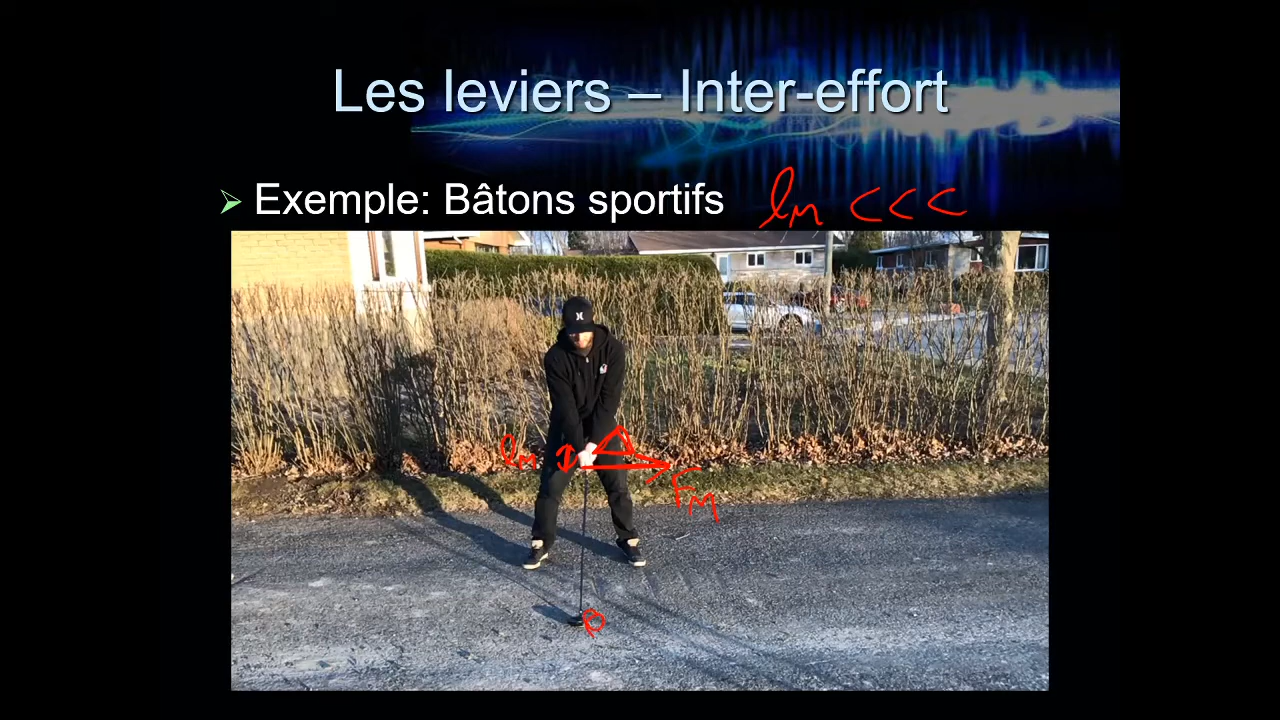 Les leviers – Inter-effort
Exemple: Bâtons sportifs lM <<<
lM
FM